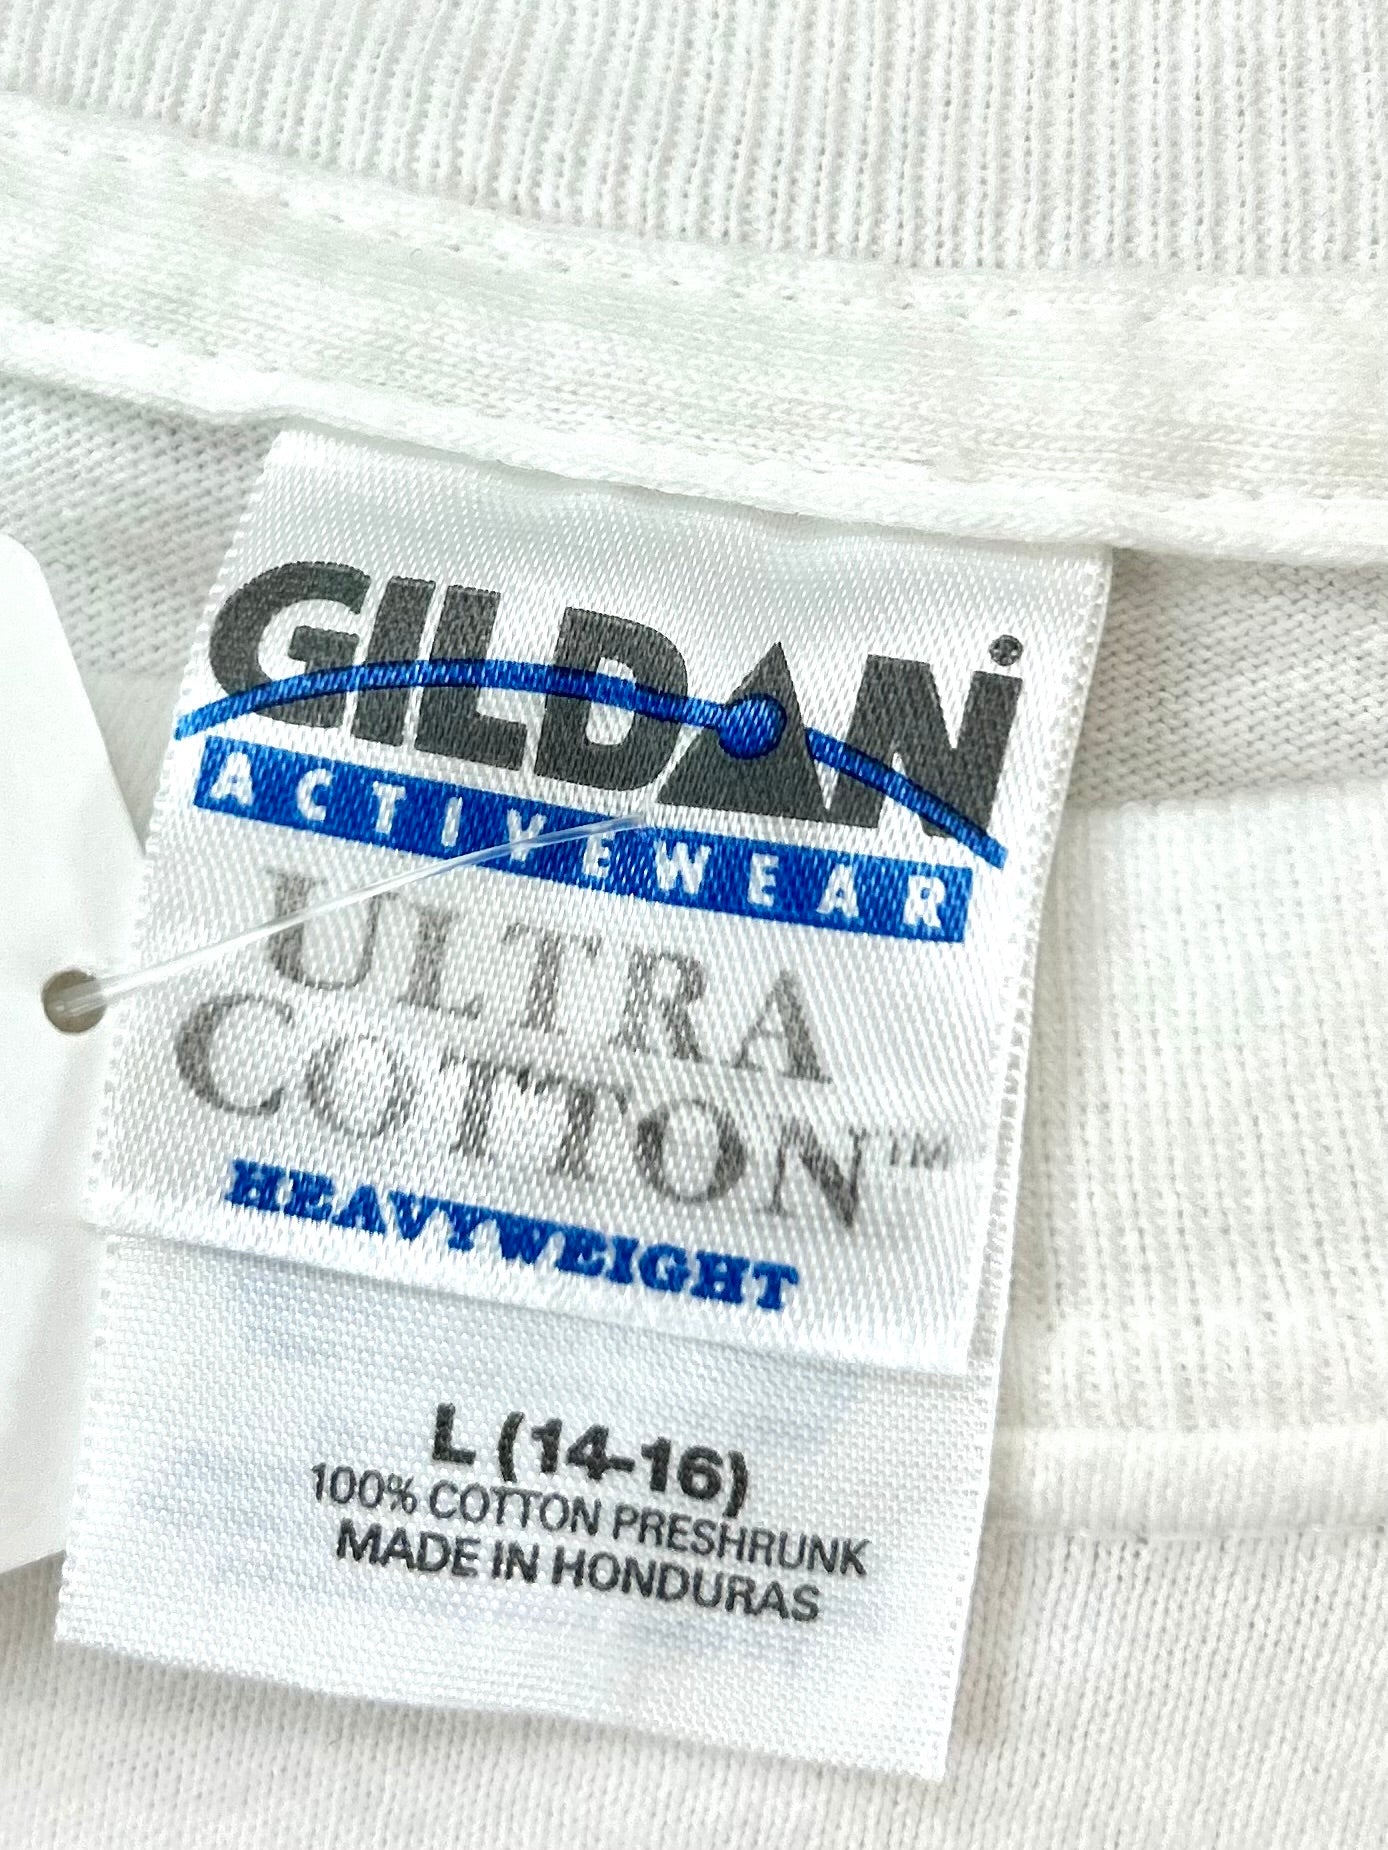 GILDAN
ACTIVEWEAR
ULTRA
COTTON™
HEAVYWEIGHT
L (14-16)
100% COTTON PRESHRUNK
MADE IN HONDURAS